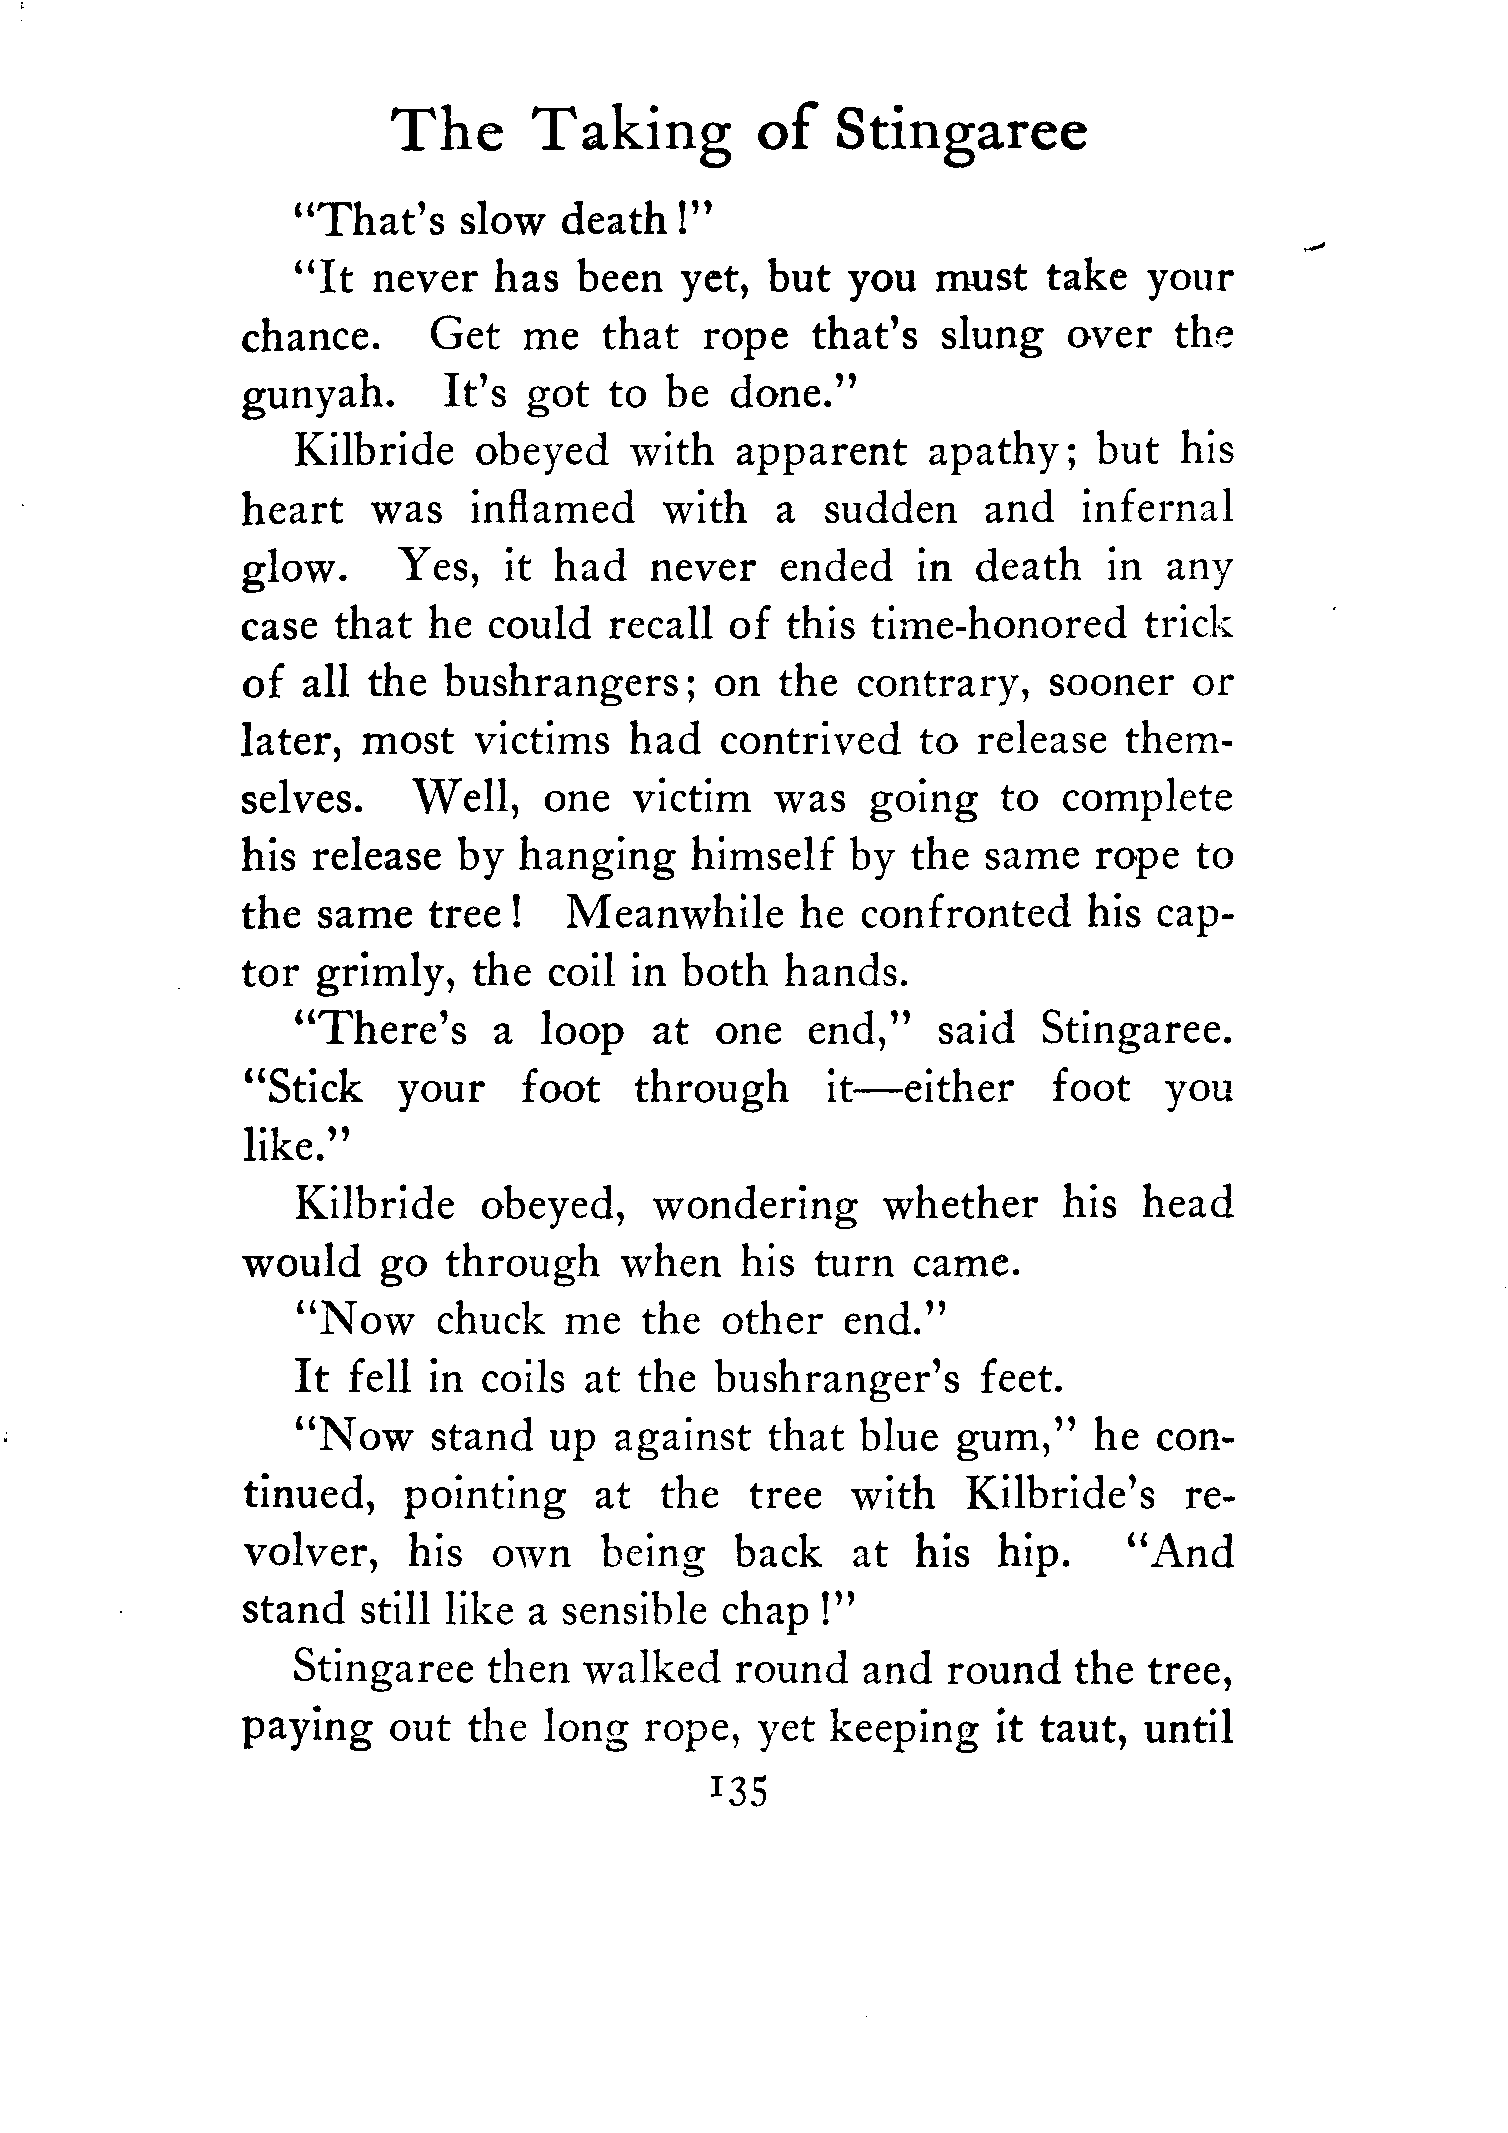 The Taking of Stingaree
"That's slow death!"
"It never has been yet, but you must take your
chance. Get me that rope that's slung over the
gunyah. It's got to be done."
Kilbride obeyed with apparent apathy; but his
heart was inflamed with a sudden and infernal
glow. Yes, it had never ended in death in any
case that he could recall of this time-honored trick
of all the bushrangers; on the contrary, sooner or
later, most victims had contrived to release them-
selves. Well, one victim was going to complete
his release by hanging himself by the same rope to
the same tree! Meanwhile he confronted his cap-
tor grimly, the coil in both hands.
"There's a loop at one end," said Stingaree.
"Stick your foot through it—either foot you
like."
Kilbride obeyed, wondering whether his head
would go through when his turn came.
"Now chuck me the other end."
It fell in coils at the bushranger's feet.
"Now stand up against that blue gum," he con-
tinued, pointing at the tree with Kilbride's re-
volver, his own being back at his hip. "And
stand still like a sensible chap!"
Stingaree then walked round and round the tree,
paying out the long rope, yet keeping it taut, until
135